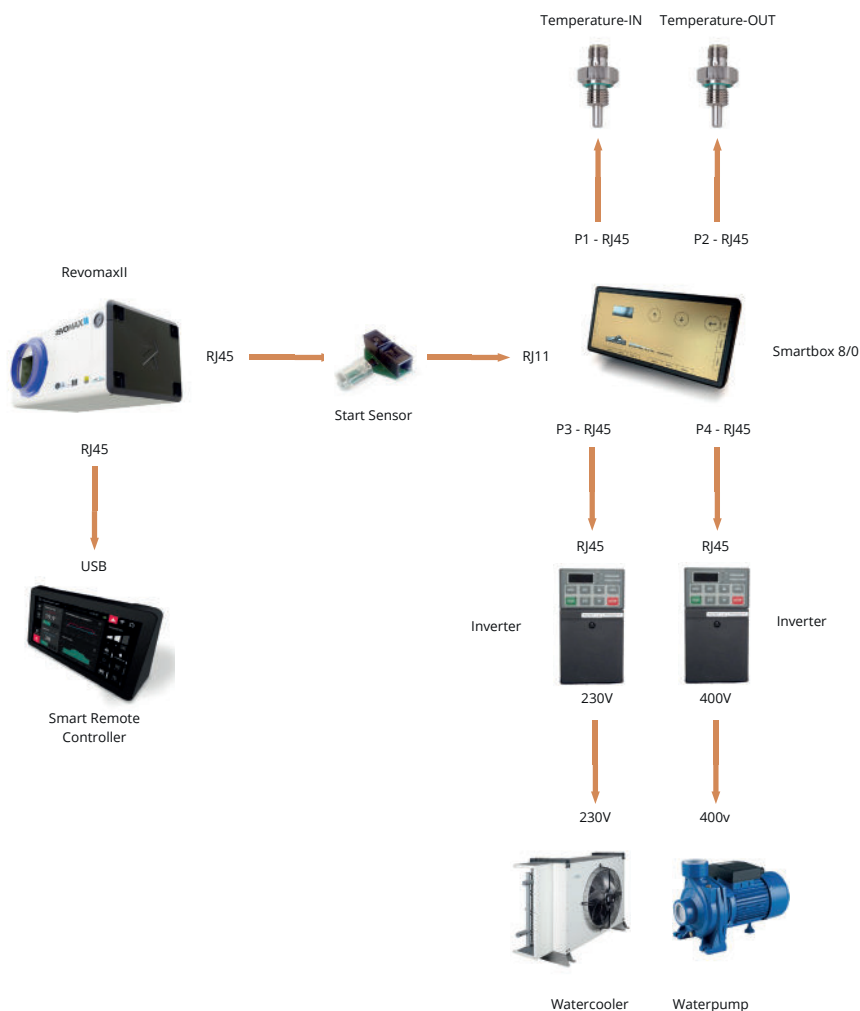 Temperature-IN Temperature-OUT
P1 - RJ45 P2 - RJ45
RevomaxII
REVOMAX
RJ45
RJ11
Smartbox 8/0
Start Sensor
P3 - RJ45 P4 - RJ45
RJ45
RJ45 RJ45
USB
Inverter
Inverter
230V 400V
Smart Remote
Controller
230V 400v
Watercooler Waterpump